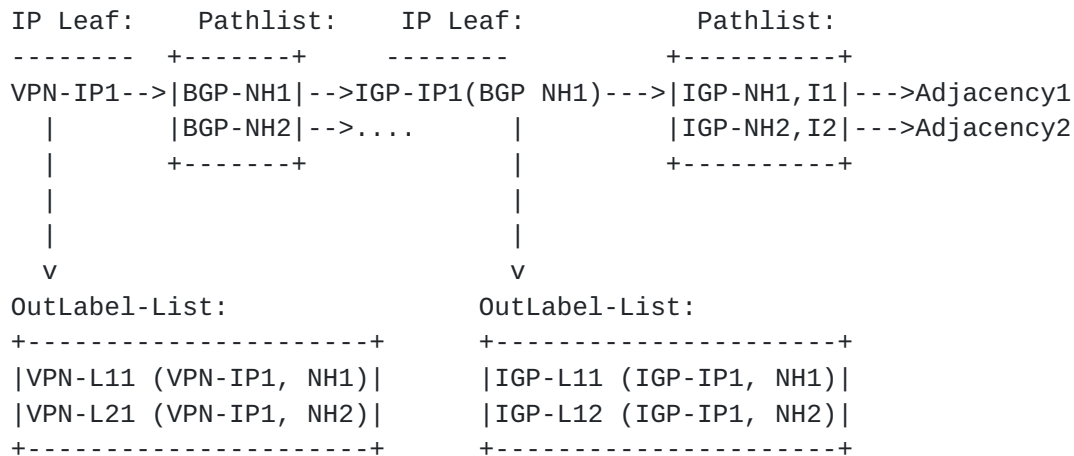 IP Leaf:    Pathlist:    IP Leaf:           Pathlist:
--------  +-------+     --------          +----------+
VPN-IP1-->|BGP-NH1|-->IGP-IP1(BGP NH1)--->|IGP-NH1,I1|--->Adjacency1
  |       |BGP-NH2|-->....      |         |IGP-NH2,I2|--->Adjacency2
  |       +-------+             |         +----------+
  |                             |
  |                             |
  v                             v
OutLabel-List:                OutLabel-List:
+----------------------+      +----------------------+
|VPN-L11 (VPN-IP1, NH1)|      |IGP-L11 (IGP-IP1, NH1)|
|VPN-L21 (VPN-IP1, NH2)|      |IGP-L12 (IGP-IP1, NH2)|
+----------------------+      +----------------------+